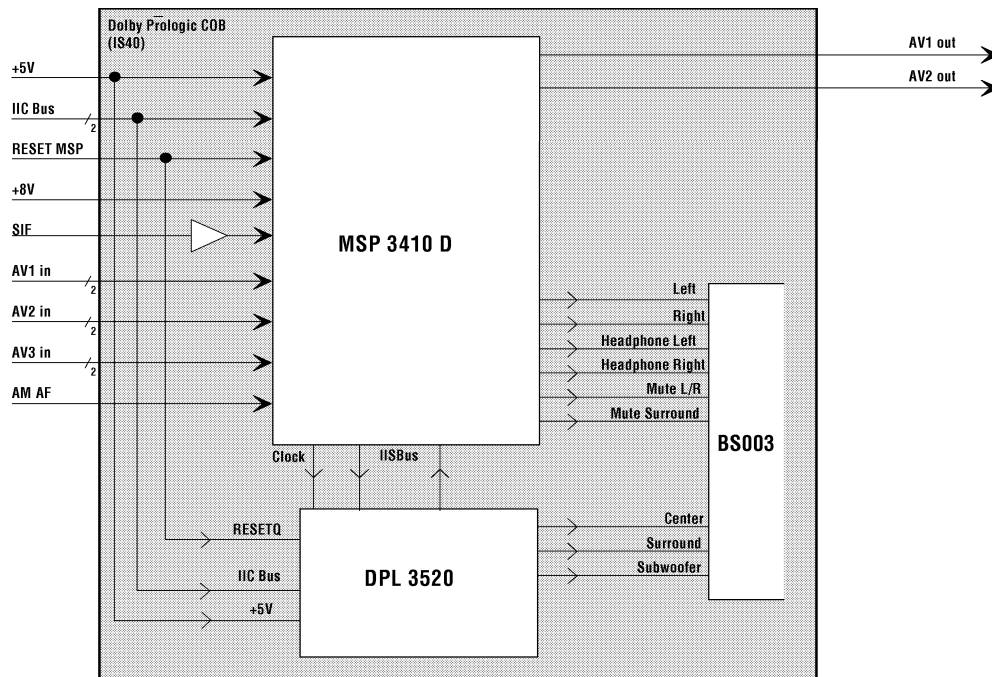 Dolby Prologic COB
(IS40)
AV1 out
AV2 out
+5V
IIC Bus
2
RESET MSP
+8V
SIF
AV1 in
2
AV2 in
2
AV3 in
2
AM AF
MSP 3410 D
Left
Right
Headphone Left
Headphone Right
Mute L/R
Mute Surround
BS003
Clock
IISBus
RESETQ
IIC Bus
+5V
DPL 3520
Center
Surround
Subwoofer